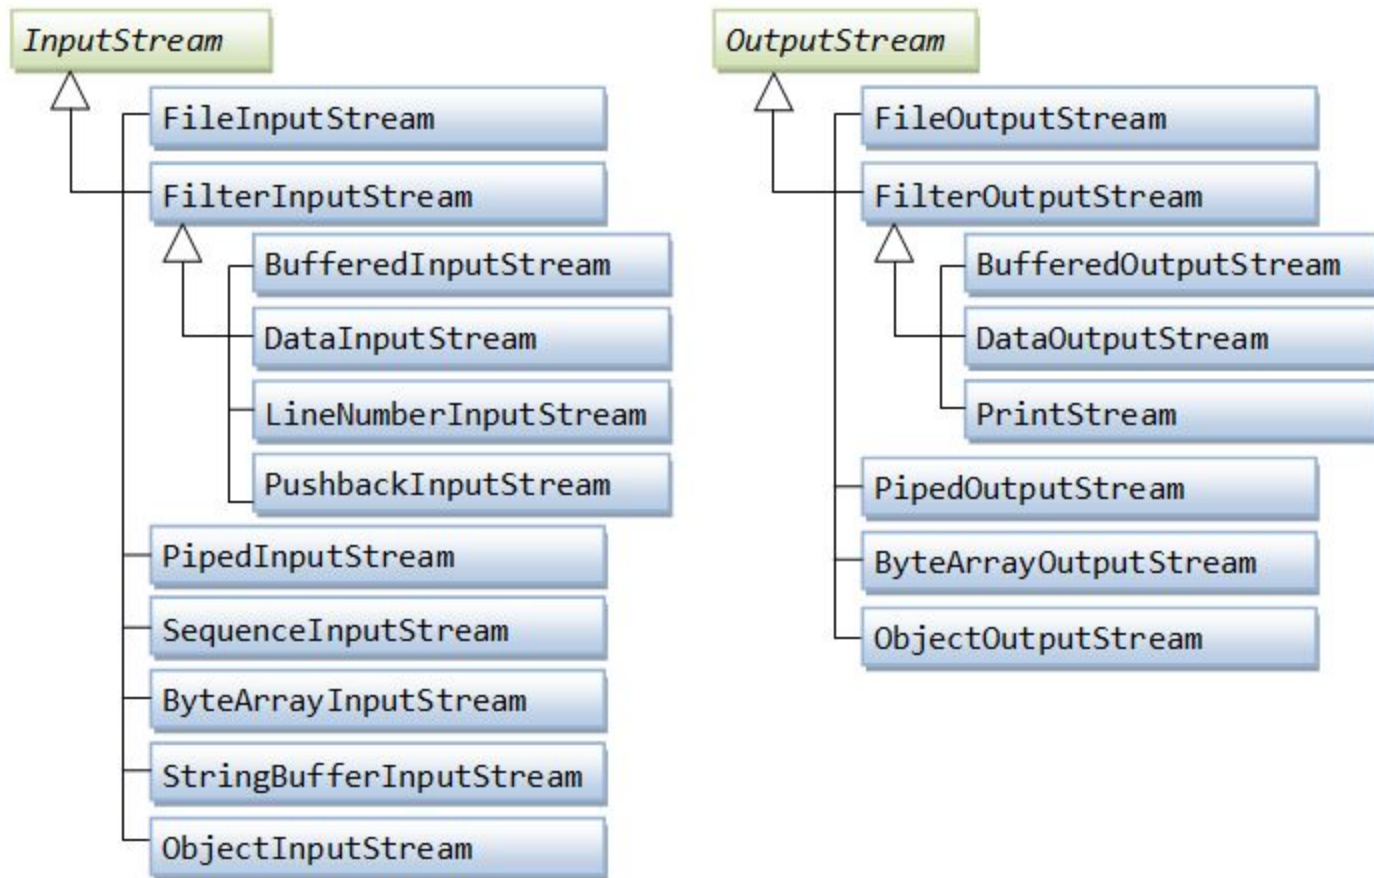 InputStream
FileInputStream
FilterInputStream
BufferedInputStream
DataInputStream
LineNumberInputStream
PushbackInputStream
PipedInputStream
SequenceInputStream
ByteArrayInputStream
StringBufferInputStream
ObjectInputStream
OutputStream
FileOutputStream
FilterOutputStream
BufferedOutputStream
DataOutputStream
PrintStream
PipedOutputStream
ByteArrayOutputStream
ObjectOutputStream